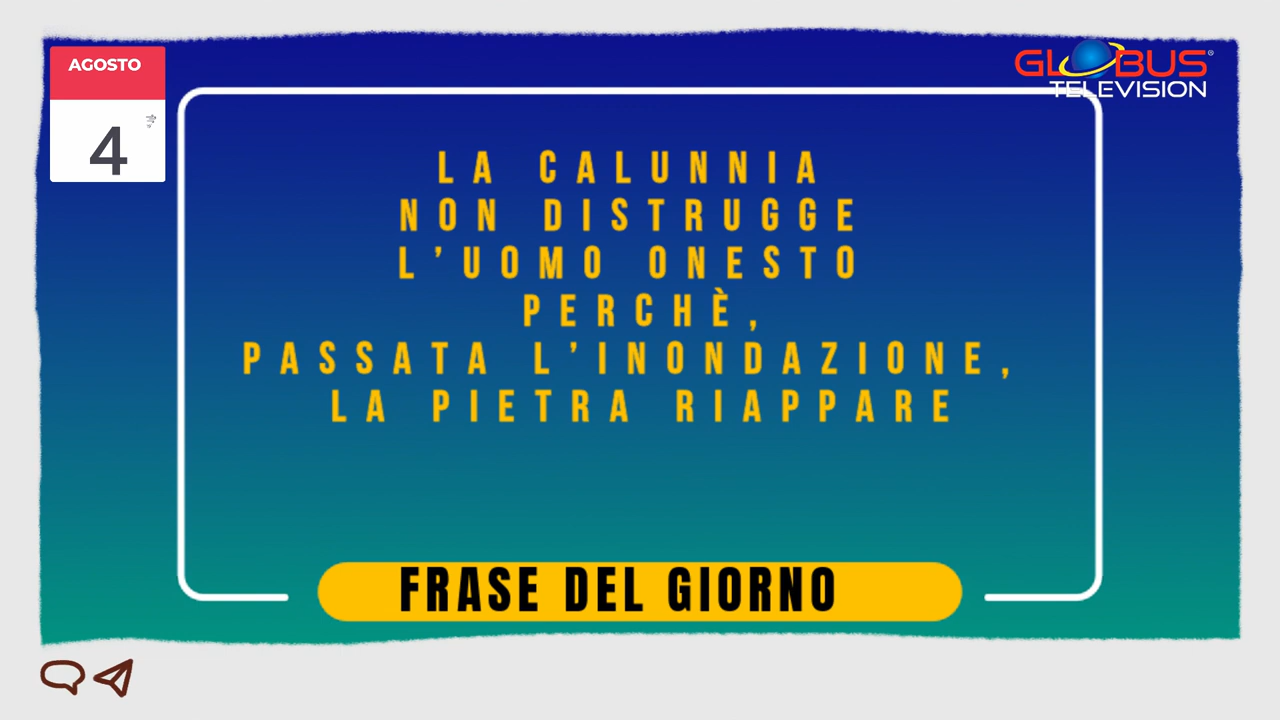 AGOSTO
4
GLOBUS®
TELEVISION
LA CALUNNIA
NON DISTRUGGE
L’UOMO ONESTO
PERCHÈ,
PASSATA L’INONDAZIONE,
LA PIETRA RIAPPARE
FRASE DEL GIORNO